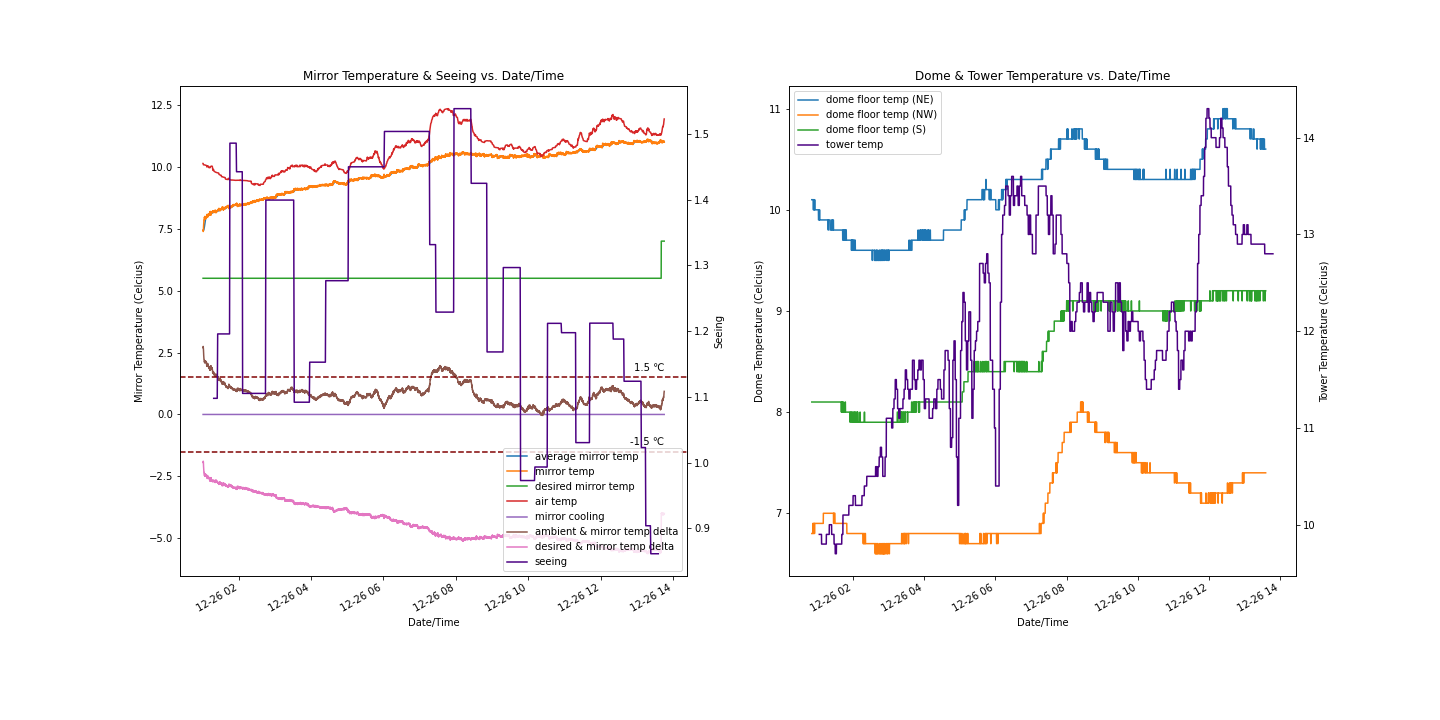 Mirror Temperature & Seeing vs. Date/Time
12.5
10.0
7.5
5.0
2.5
0.0
−2.5
−5.0
Mirror Temperature (Celcius)
1.5
1.4
1.3
1.2
1.1
1.0
0.9
Seeing
1.5 °C
-1.5 °C
average mirror temp
mirror temp
desired mirror temp
air temp
mirror cooling
ambient & mirror temp delta
desired & mirror temp delta
seeing
12-26 02
12-26 04
12-26 06
12-26 08
12-26 10
12-26 12
12-26 14
Date/Time
Dome & Tower Temperature vs. Date/Time
dome floor temp (NE)
dome floor temp (NW)
dome floor temp (S)
tower temp
11
10
9
8
7
Dome Temperature (Celcius)
14
13
12
11
10
Tower Temperature (Celcius)
12-26 02
12-26 04
12-26 06
12-26 08
12-26 10
12-26 12
12-26 14
Date/Time